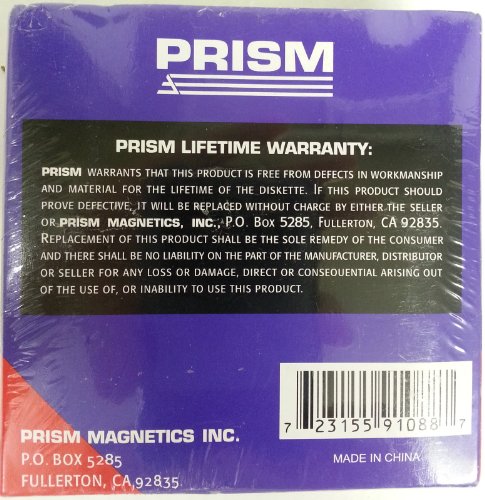 PRISM
PRISM LIFETIME WARRANTY:
PRISM WARRANTS THAT THIS PRODUCT IS FREE FROM DEFECTS IN WORKMANSHIP
AND MATERIAL FOR THE LIFETIME OF THE DISKETTE. IF THIS PRODUCT SHOULD
PROVE DEFECTIVE, IT WILL BE REPLACED WITHOUT CHARGE BY EITHER THE SELLER
OR PRISM MAGNETICS, INC., P.O. BOX 5285, FULLERTON, CA 92835.
REPLACEMENT OF THIS PRODUCT SHALL BE THE SOLE REMEDY OF THE CONSUMER
AND THERE SHALL BE NO LIABILITY ON THE PART OF THE MANUFACTURER, DISTRIBUTOR
OR SELLER FOR ANY LOSS OR DAMAGE, DIRECT OR CONSEOUENTIAL ARISING OUT
OF THE USE OF, OR INABILITY TO USE THIS PRODUCT.
7 23155 91088 7
MADE IN CHINA
PRISM MAGNETICS INC.
P.O. BOX 5285
FULLERTON, CA 92835